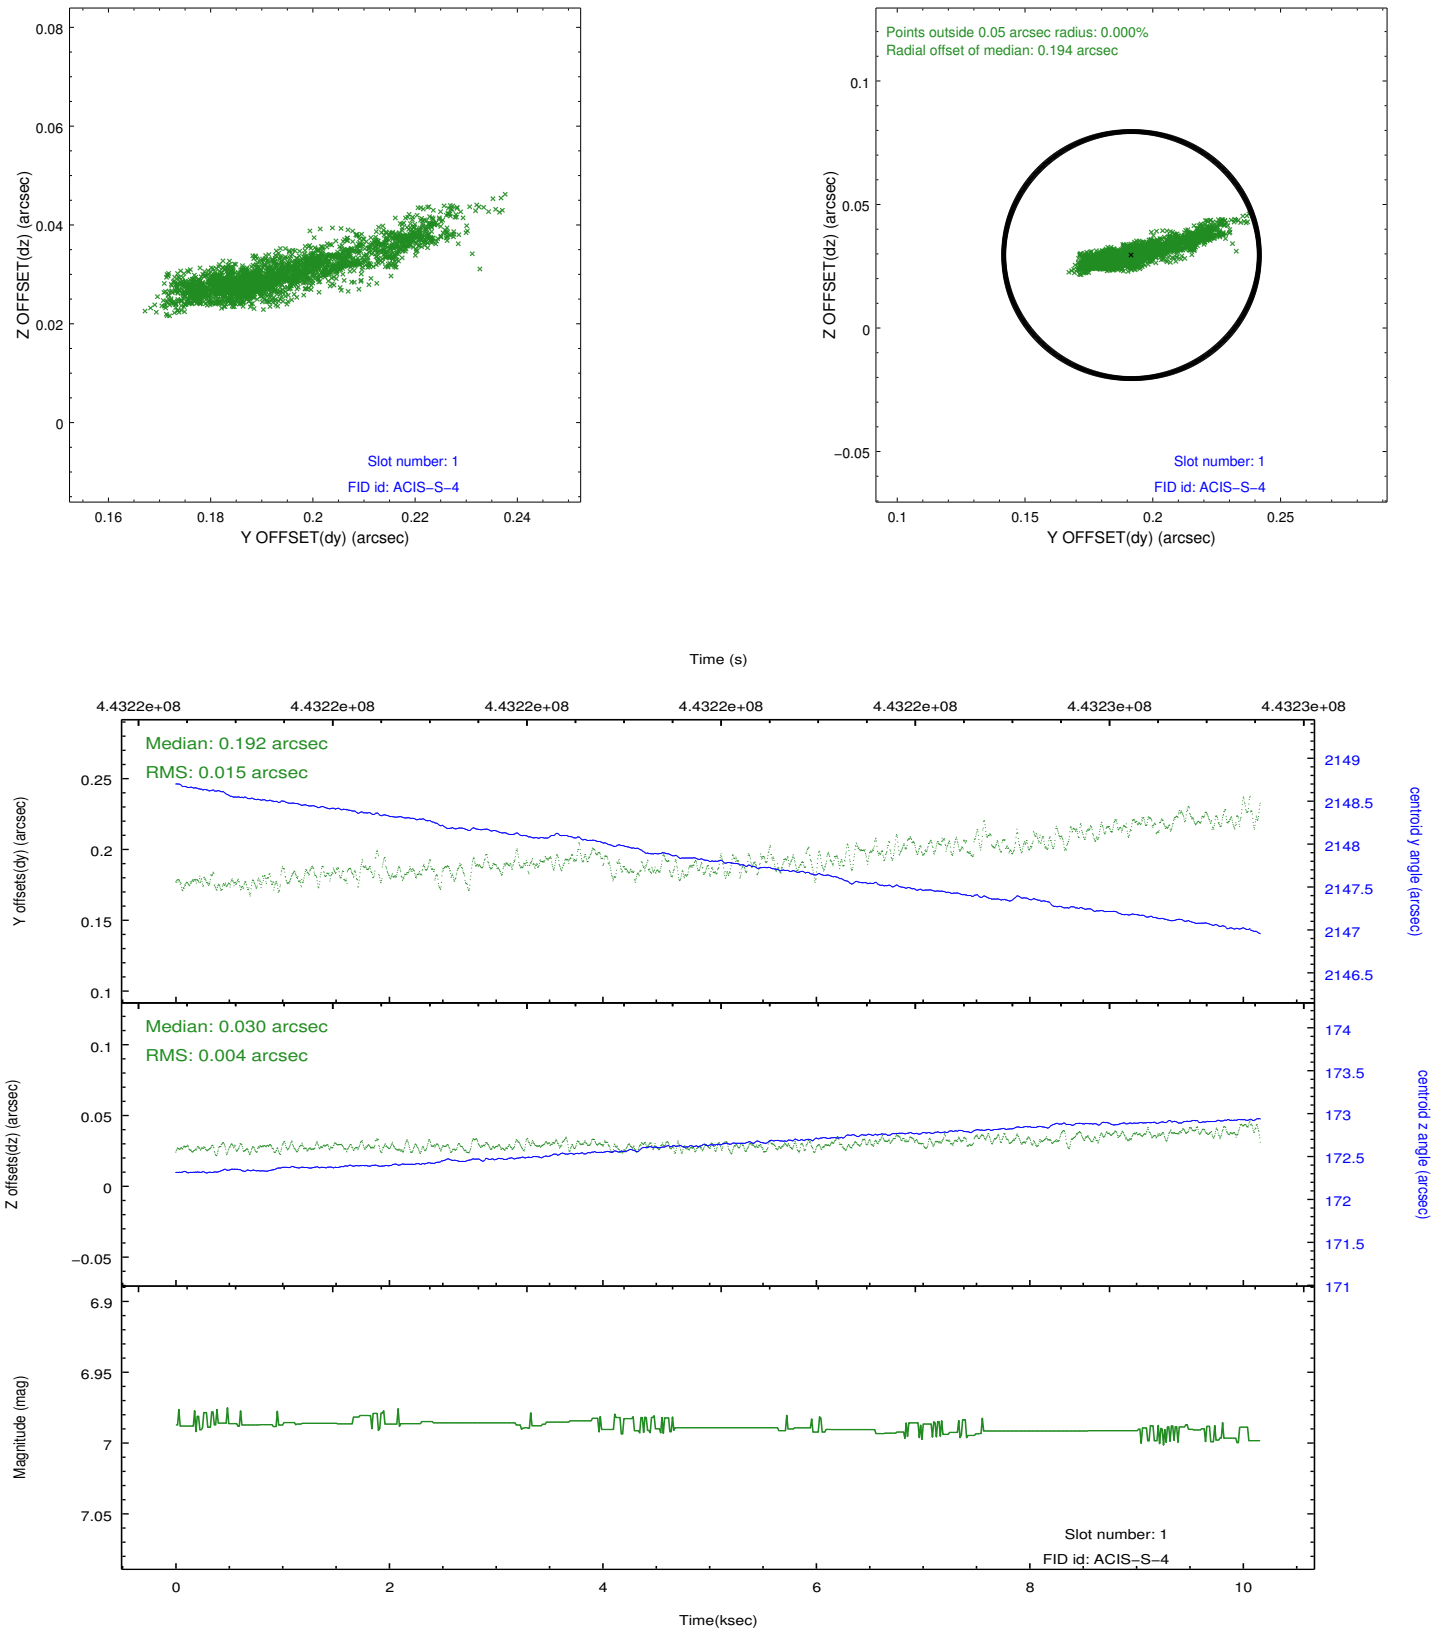 0.08
0.06
0.04
0.02
0
Z OFFSET(dz) (arcsec)
Slot number: 1
FID id: ACIS−S−4
0.16 0.18 0.2 0.22 0.24
Y OFFSET(dy) (arcsec)
Points outside 0.05 arcsec radius: 0.000%
Radial offset of median: 0.194 arcsec
0.1
0.05
0
−0.05
Z OFFSET(dz) (arcsec)
Slot number: 1
FID id: ACIS−S−4
0.1 0.15 0.2 0.25
Y OFFSET(dy) (arcsec)
Time (s)
4.4322e+08 4.4322e+08 4.4322e+08 4.4322e+08 4.4322e+08 4.4323e+08 4.4323e+08
Median: 0.192 arcsec
RMS: 0.015 arcsec
0.25
0.2
0.15
0.1
Y offsets(dy) (arcsec)
2149
2148.5
2148
2147.5
2147
2146.5
centroid y angle (arcsec)
Median: 0.030 arcsec
RMS: 0.004 arcsec
0.1
0.05
0
−0.05
Z offsets(dz) (arcsec)
174
173.5
173
172.5
172
171.5
171
centroid z angle (arcsec)
6.9
6.95
7
7.05
Magnitude (mag)
Slot number: 1
FID id: ACIS−S−4
0 2 4 6 8 10
Time(ksec)